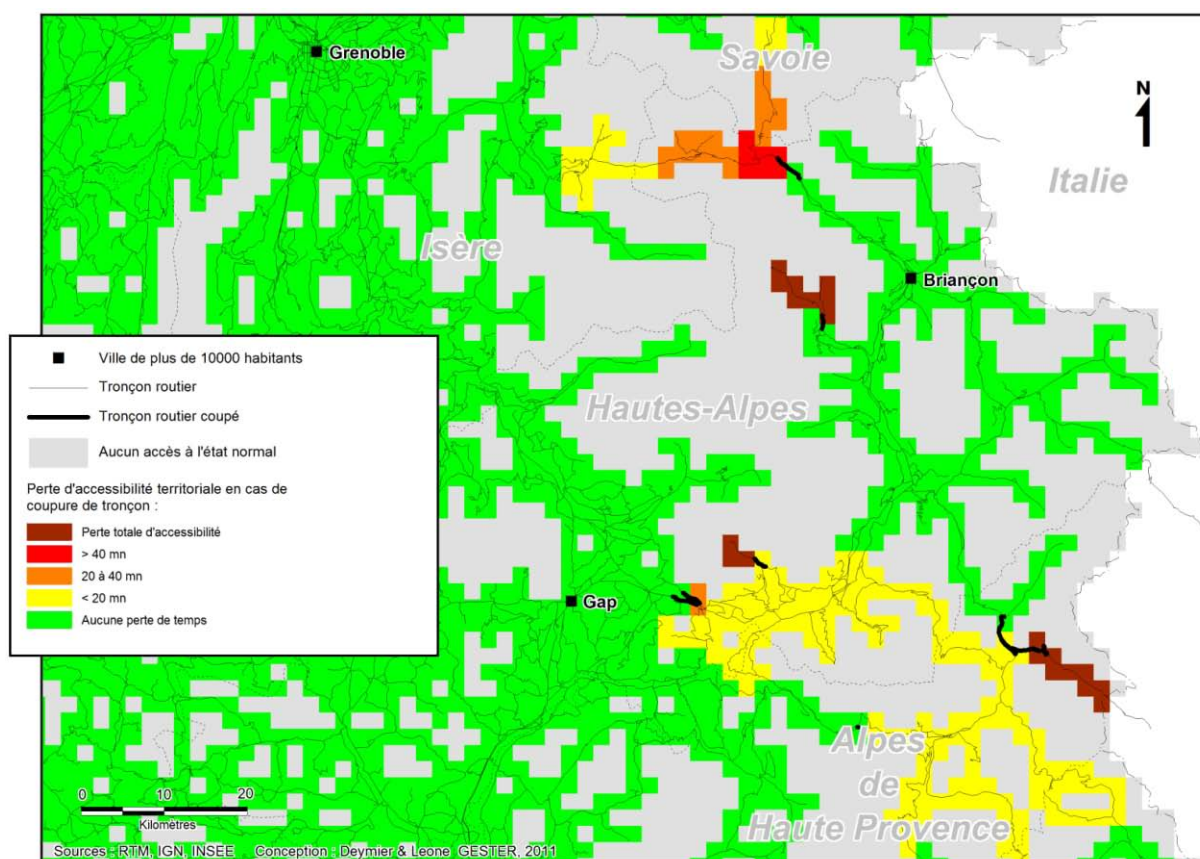 Grenoble
Savoie
N
Italie
Isère
Briançon
Ville de plus de 10000 habitants
Tronçon routier
Tronçon routier coupé
Aucun accès à l'état normal
Perte d'accessibilité territoriale en cas de
coupure de tronçon :
Perte totale d'accessibilité
> 40 mn
20 à 40 mn
< 20 mn
Aucune perte de temps
Hautes-Alpes
Gap
Alpes
de
Haute Provence
0 10 20
Kilomètres
Sources - RTM, IGN, INSEE Conception : Deymier & Leone GESTER, 2011